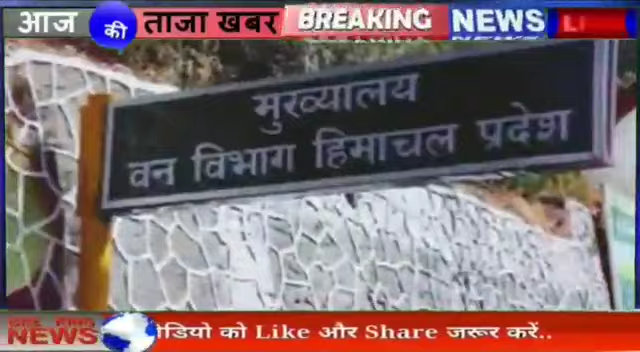 आज की ताजा खबर BREAKING NEWS
मुख्यालय
वन विभाग हिमाचल प्रदेश
NEWS को Like और Share जरूर करें..